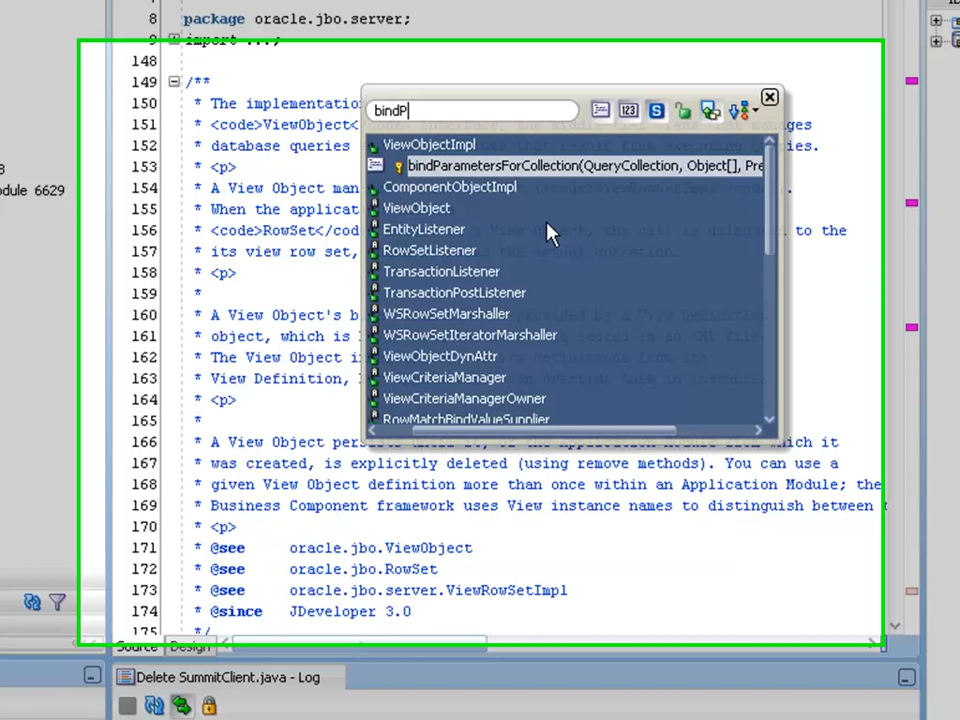 8 package oracle.jbo.server;
9 import ...;
148
149 /**
150 * The implementatio
151 * <code>ViewObject</
152 database queries
153 * <p>
154 * A View Object man
155 * When the applicat
156 * <code>RowSet</cod to the
157 * its view row set,
158 * <p>
159 *
160 * A View Object's b
161 * object, which is
162 * The View Object i
163 * View Definition,
164 * <p>
165 *
166 * A View Object it
167 * was created, is explicitly deleted (using remove methods). You can use a
168 * given View Object definition more than once within an Application Module; the
169 * Business Component framework uses View instance names to distinguish between
170 * <p>
171 * @see oracle.jbo.ViewObject
172 * @see oracle.jbo.RowSet
173 * @see oracle.jbo.server.ViewRowSetImpl
174 * @since JDeveloper 3.0
175 */
bindP
123
S
ViewObjectImpl
bindParametersForCollection(QueryCollection, Object[], Pre
ComponentObjectImpl
ViewObject
EntityListener
RowSetListener
TransactionListener
TransactionPostListener
WSRowSetMarshaller
WSRowSetIteratorMarshaller
ViewObjectDynAttr
ViewCriteriaManager
ViewCriteriaManagerOwner
RowMatchBindValueSupplier
8
odule 6629
Source Design
Delete SummitClient.java - Log